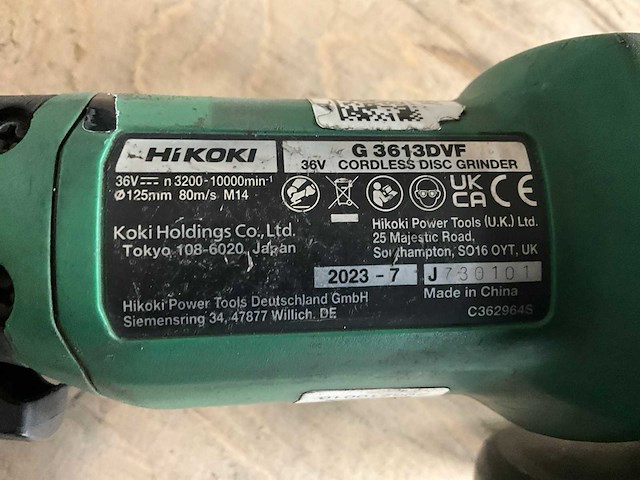 HiKOKI
G 3613DVF
36V CORDLESS DISC GRINDER
36V n 3200-10000min-1
Ø125mm 80m/s M14
UK CA CE
Koki Holdings Co., Ltd.
Tokyo 108-6020, Japan
Hikoki Power Tools (U.K.) Ltd.
25 Majestic Road,
Southampton, SO16 OYT, UK
2023-7 J730101
Made in China
Hikoki Power Tools Deutschland GmbH
Siemensring 34, 47877 Willich. DE
C362964S